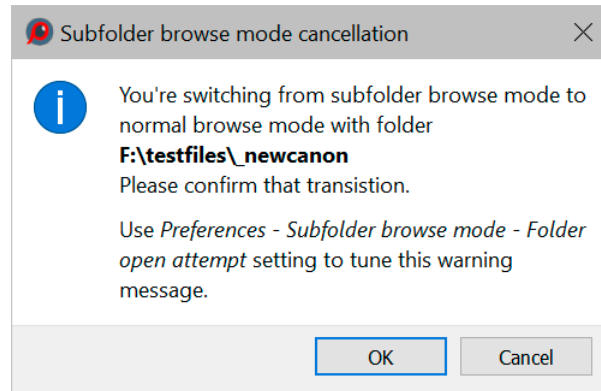 Subfolder browse mode cancellation
You're switching from subfolder browse mode to
normal browse mode with folder
F:\testfiles\_newcanon
Please confirm that transistion.
Use Preferences - Subfolder browse mode - Folder
open attempt setting to tune this warning
message.
OK
Cancel